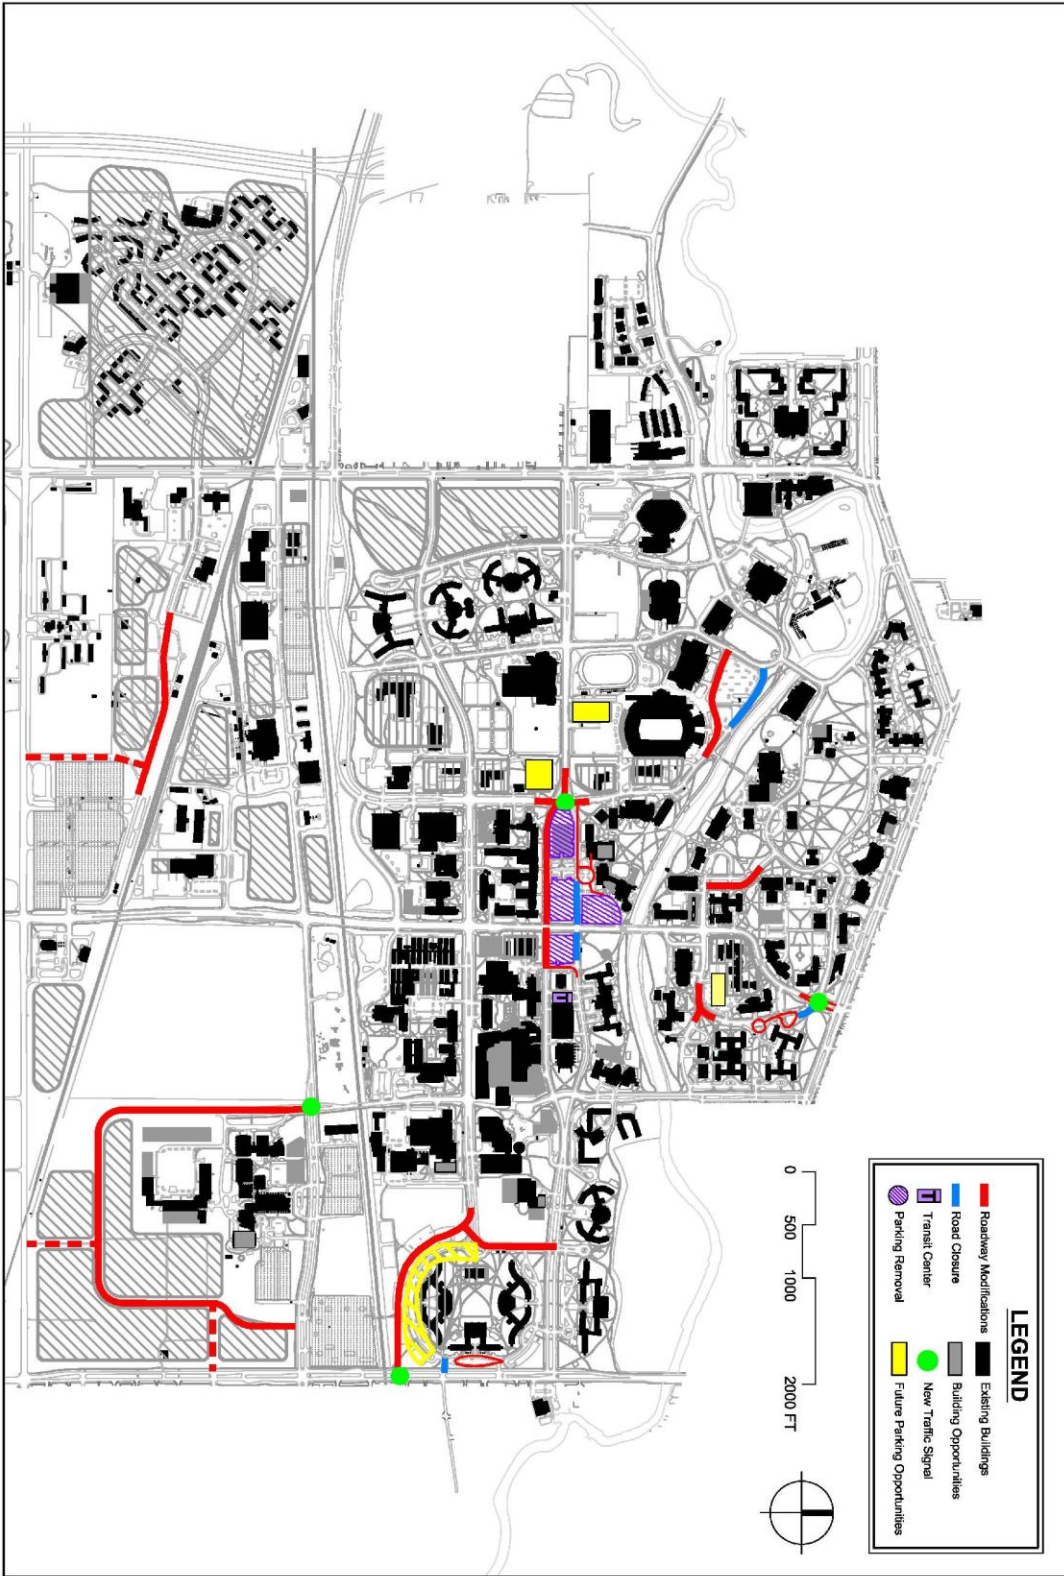 LEGEND
Roadway Modifications
Road Closure
Transit Center
Parking Removal
Existing Buildings
Building Opportunities
New Traffic Signal
Future Parking Opportunities
0 500 1000 2000 FT
T